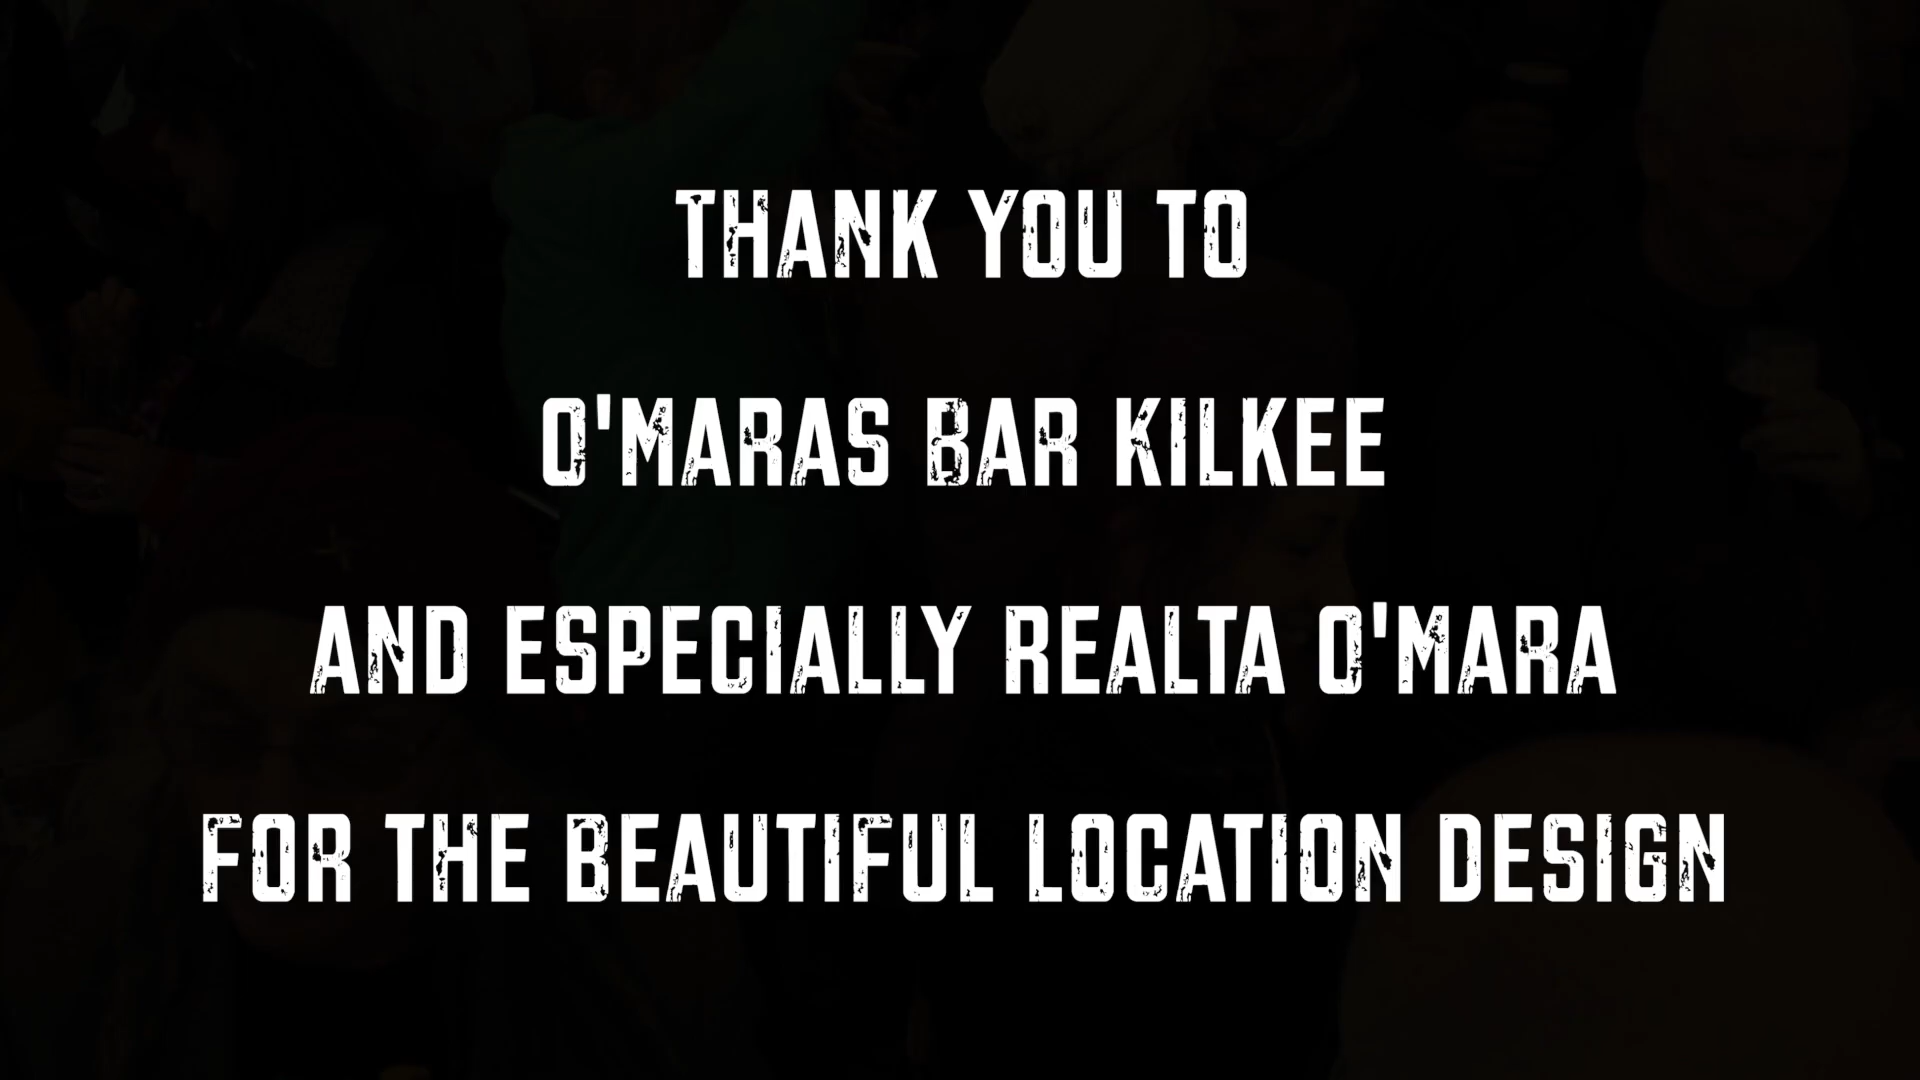 THANK YOU TO
O'MARAS BAR KILKEE
AND ESPECIALLY REALTA O'MARA
FOR THE BEAUTIFUL LOCATION DESIGN